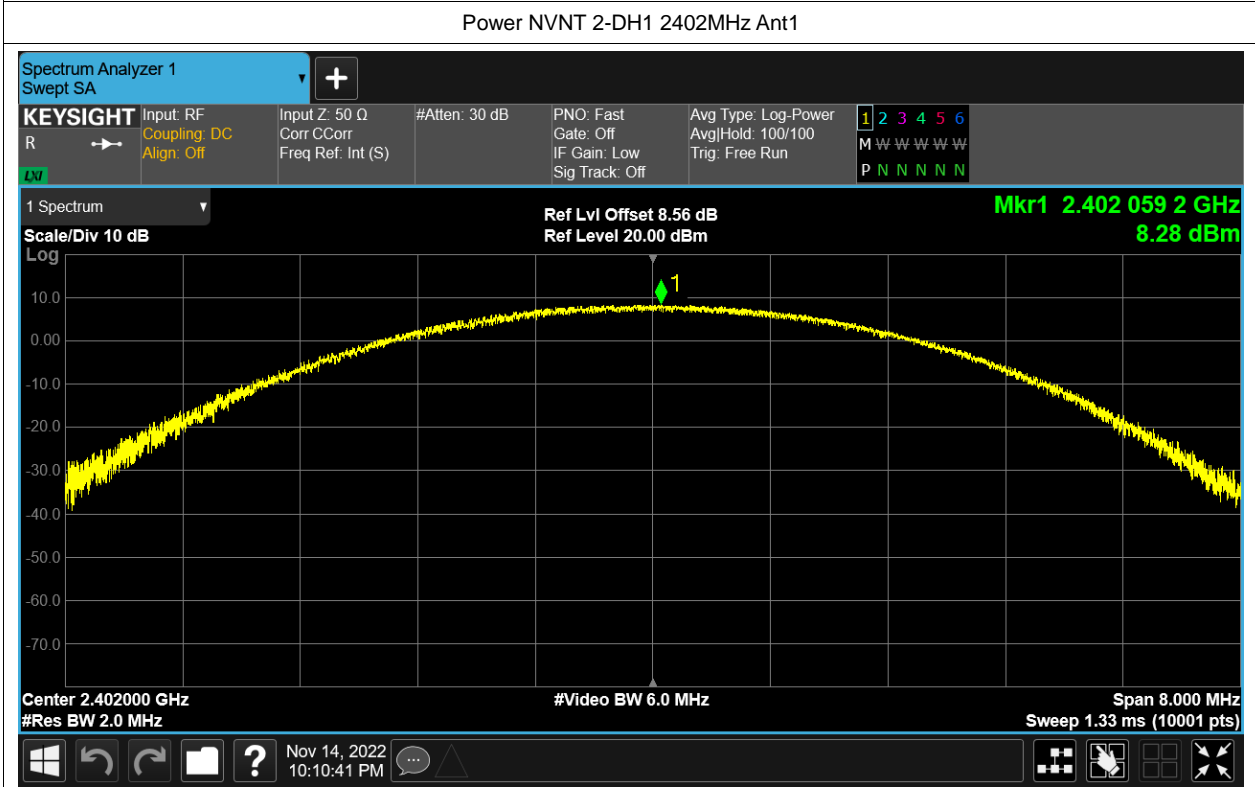 Power NVNT 2-DH1 2402MHz Ant1
Spectrum Analyzer 1
Swept SA
KEYSIGHT
R
LXI
Input: RF
Coupling: DC
Align: Off
Input Z: 50 Ω
Corr CCorr
Freq Ref: Int (S)
#Atten: 30 dB
PNO: Fast
Gate: Off
IF Gain: Low
Sig Track: Off
Avg Type: Log-Power
Avg|Hold: 100/100
Trig: Free Run
1 2 3 4 5 6
M W W W W W
P N N N N N
1 Spectrum
Scale/Div 10 dB
Log
Ref Lvl Offset 8.56 dB
Ref Level 20.00 dBm
Mkr1 2.402 059 2 GHz
8.28 dBm
1
10.0
0.00
-10.0
-20.0
-30.0
-40.0
-50.0
-60.0
-70.0
Center 2.402000 GHz
#Res BW 2.0 MHz
#Video BW 6.0 MHz
Span 8.000 MHz
Sweep 1.33 ms (10001 pts)
Nov 14, 2022
10:10:41 PM